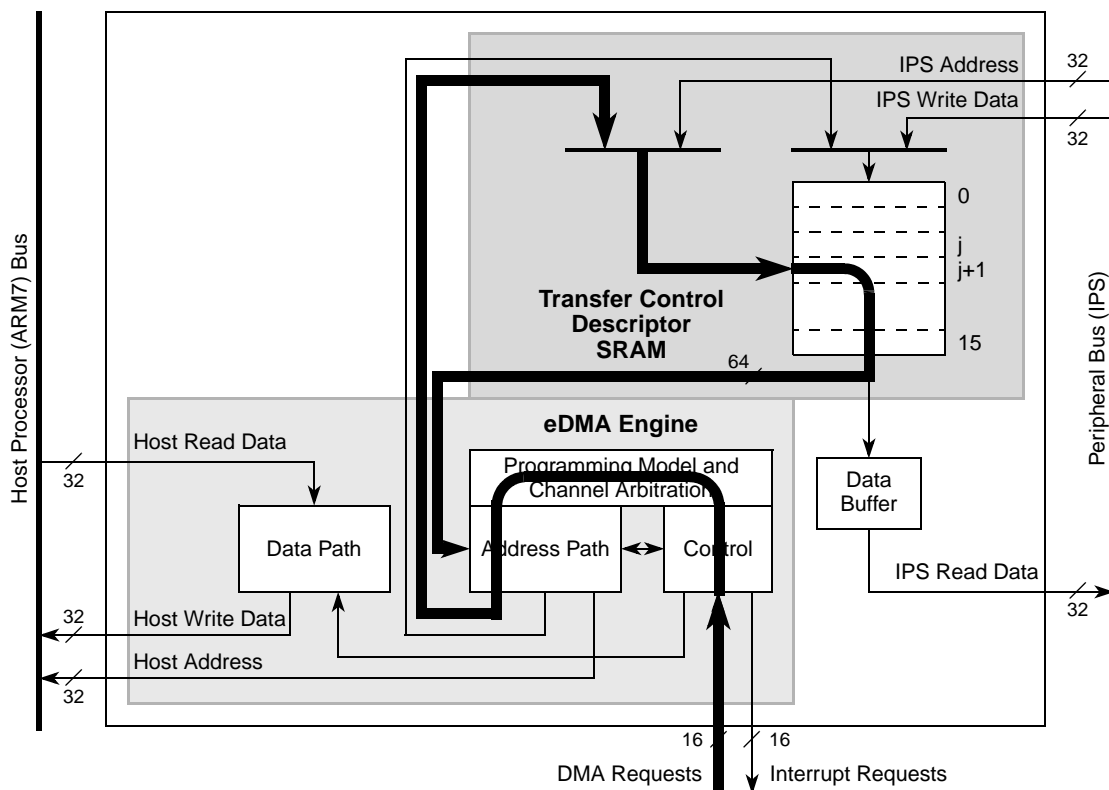 IPS Address
32
IPS Write Data
32
0
j
j+1
15
Transfer Control
Descriptor
SRAM
64
Host Processor (ARM7) Bus
Peripheral Bus (IPS)
eDMA Engine
Host Read Data
32
Programming Model and
Channel Arbitration
Data
Buffer
Data Path
Address Path
Control
IPS Read Data
32
Host Write Data
32
Host Address
32
16
16
DMA Requests
Interrupt Requests